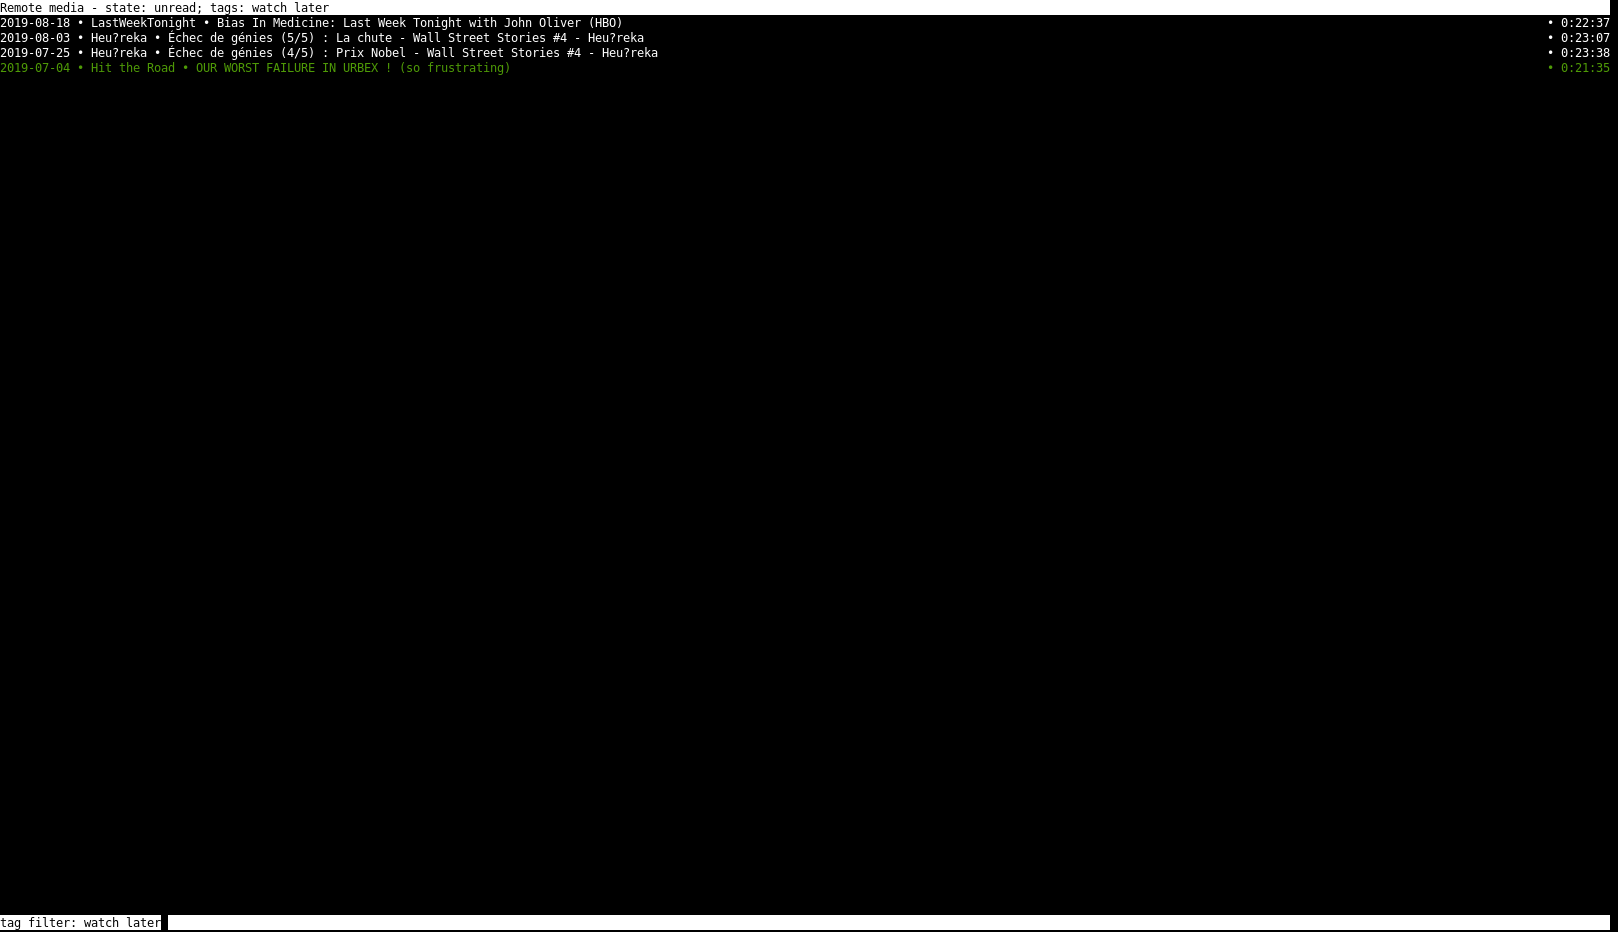 Remote media - state: unread; tags: watch later
2019-08-18 • LastWeekTonight • Bias In Medicine: Last Week Tonight with John Oliver (HBO) • 0:22:37
2019-08-03 • Heu?reka • Échec de génies (5/5) : La chute - Wall Street Stories #4 - Heu?reka • 0:23:07
2019-07-25 • Heu?reka • Échec de génies (4/5) : Prix Nobel - Wall Street Stories #4 - Heu?reka • 0:23:38
2019-07-04 • Hit the Road • OUR WORST FAILURE IN URBEX ! (so frustrating) • 0:21:35
tag filter: watch later